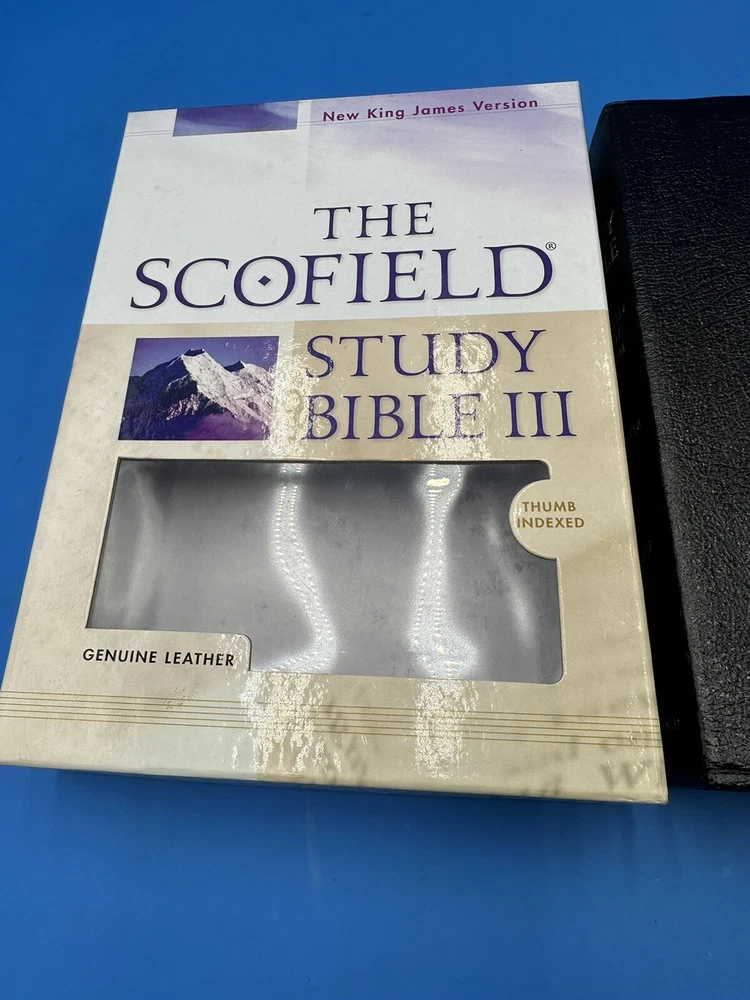 New King James Version
THE
SCOFIELD®
STUDY
BIBLE III
THUMB
INDEXED
GENUINE LEATHER